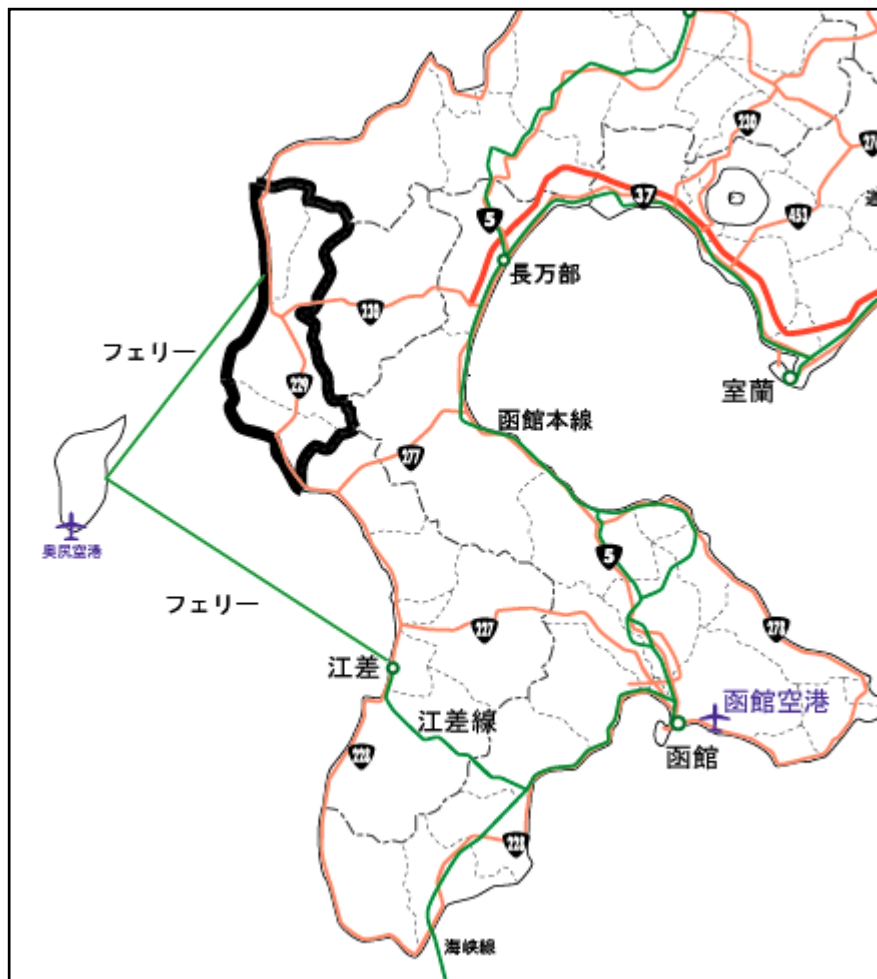 230
276
37
5
453
長万部
230
フェリー
室蘭
229
函館本線
277
奥尻空港
5
フェリー
227
278
江差
函館空港
江差線
函館
228
228
海峡線